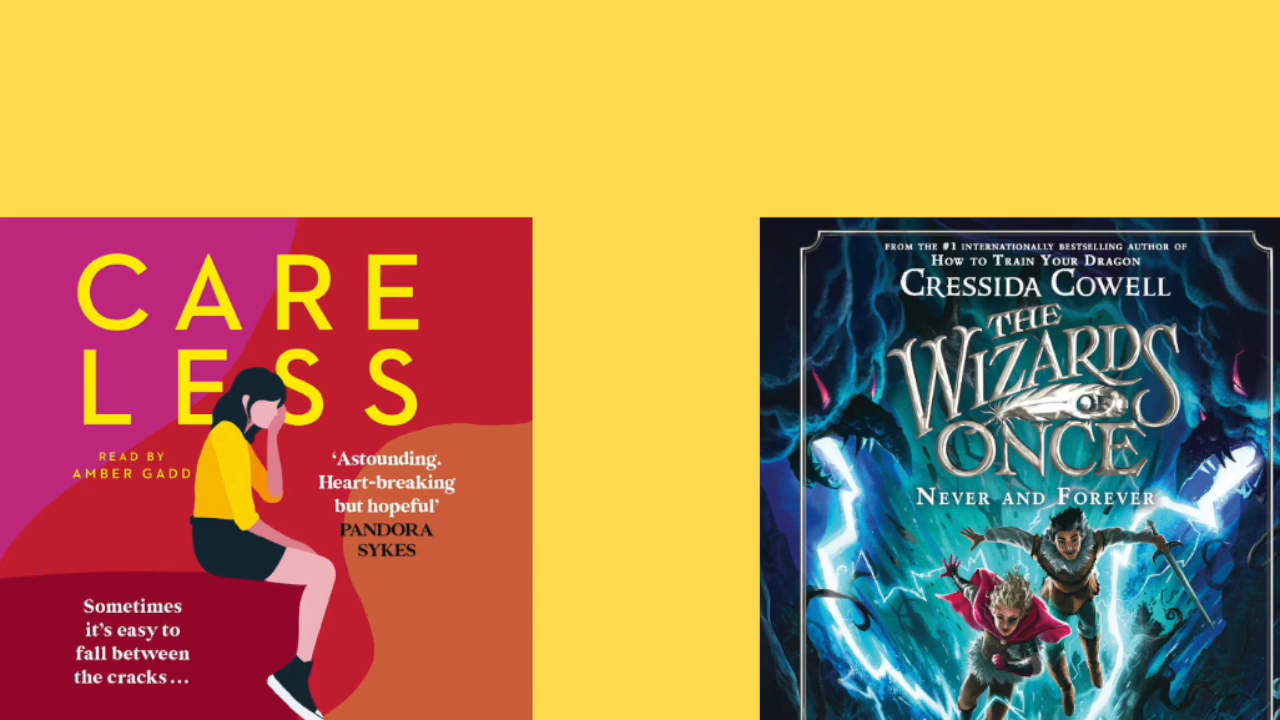 CARE
LESS
READ BY
AMBER GADD
‘Astounding.
Heart-breaking
but hopeful’
PANDORA
SYKES
Sometimes
it’s easy to
fall between
the cracks…
FROM THE #1 INTERNATIONALLY BESTSELLING AUTHOR OF
HOW TO TRAIN YOUR DRAGON
CRESSIDA COWELL
THE
WIZARDS
OF
ONCE
NEVER AND FOREVER